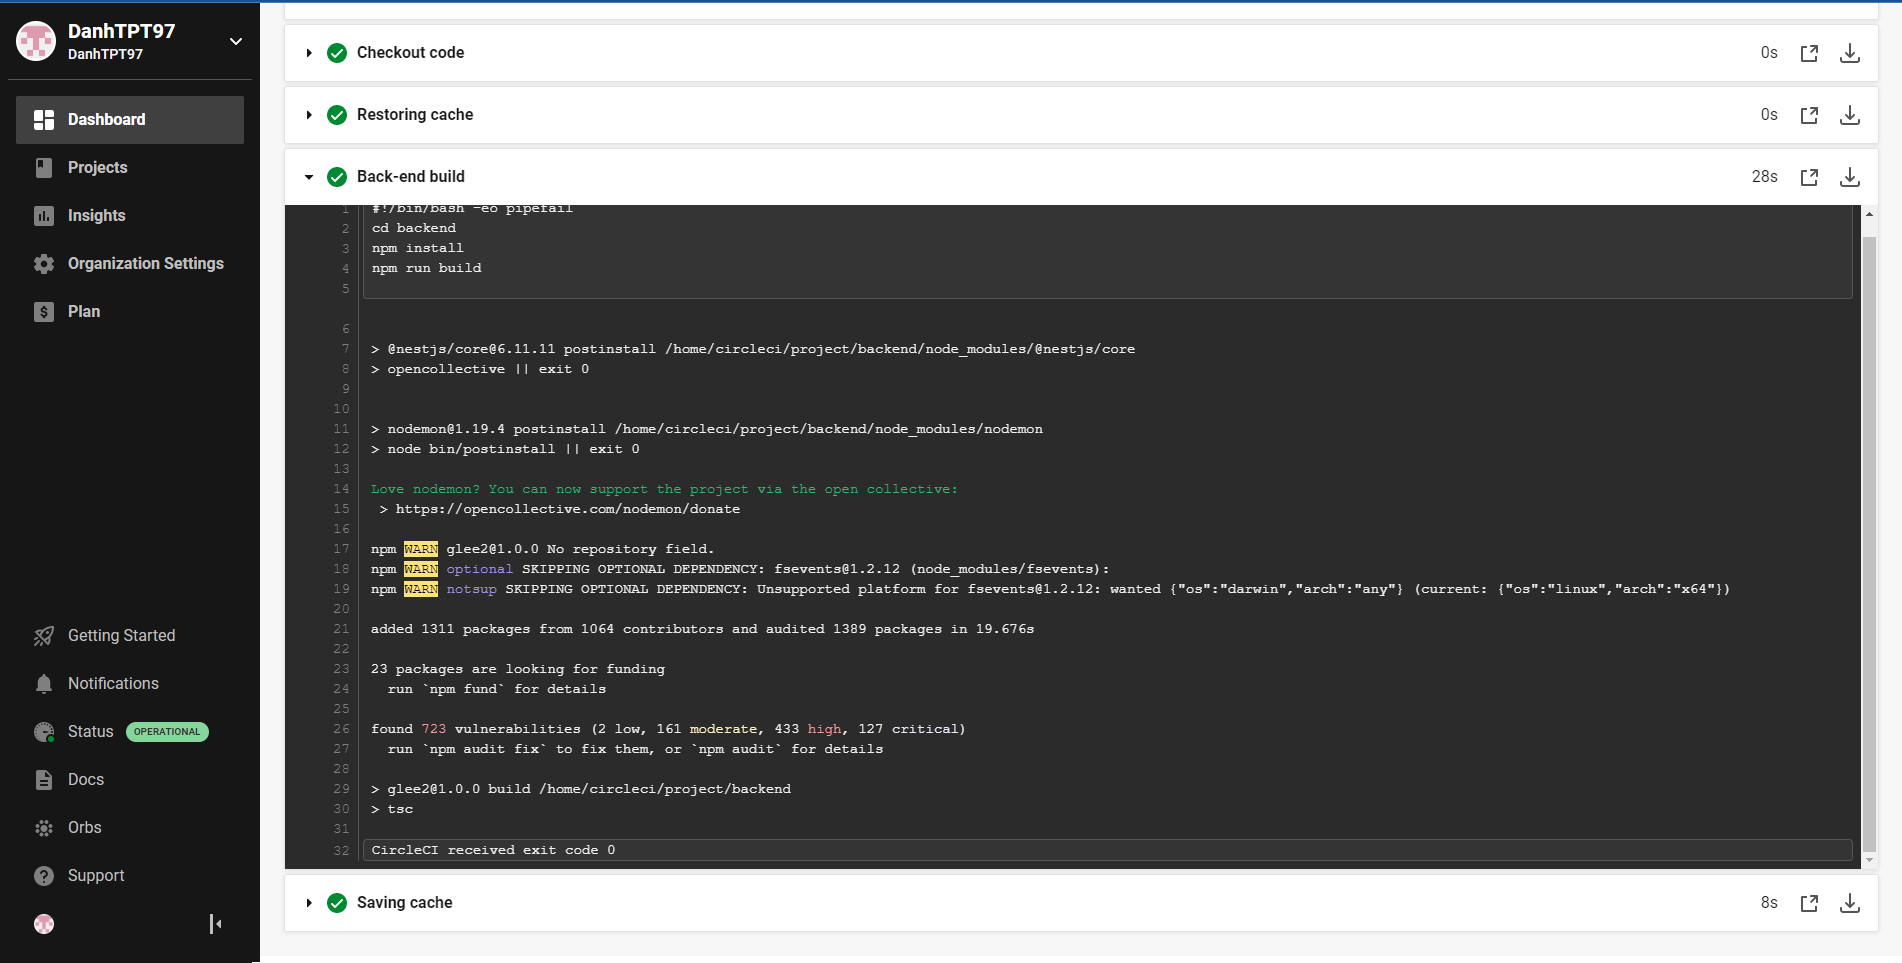 DanhTPT97
DanhTPT97
Dashboard
Projects
Insights
Organization Settings
Plan
Getting Started
Notifications
Status OPERATIONAL
Docs
Orbs
Support
Checkout code 0s
Restoring cache 0s
Back-end build 28s
1 #!/bin/bash -eo pipefail
2 cd backend
3 npm install
4 npm run build
5
6
7 > @nestjs/core@6.11.11 postinstall /home/circleci/project/backend/node_modules/@nestjs/core
8 > opencollective || exit 0
9
10
11 > nodemon@1.19.4 postinstall /home/circleci/project/backend/node_modules/nodemon
12 > node bin/postinstall || exit 0
13
14 Love nodemon? You can now support the project via the open collective:
15 > https://opencollective.com/nodemon/donate
16
17 npm WARN glee2@1.0.0 No repository field.
18 npm WARN optional SKIPPING OPTIONAL DEPENDENCY: fsevents@1.2.12 (node_modules/fsevents):
19 npm WARN notsup SKIPPING OPTIONAL DEPENDENCY: Unsupported platform for fsevents@1.2.12: wanted {"os":"darwin","arch":"any"} (current: {"os":"linux","arch":"x64"})
20
21 added 1311 packages from 1064 contributors and audited 1389 packages in 19.676s
22
23 23 packages are looking for funding
24 run `npm fund` for details
25
26 found 723 vulnerabilities (2 low, 161 moderate, 433 high, 127 critical)
27 run `npm audit fix` to fix them, or `npm audit` for details
28
29 > glee2@1.0.0 build /home/circleci/project/backend
30 > tsc
31
32 CircleCI received exit code 0
Saving cache 8s